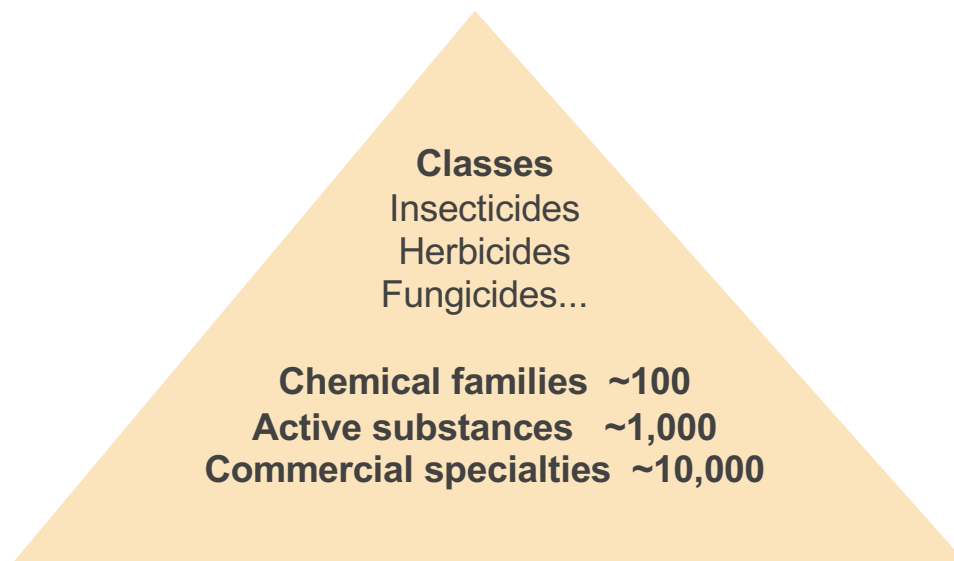 Classes
Insecticides
Herbicides
Fungicides...
Chemical families ~100
Active substances ~1,000
Commercial specialties ~10,000